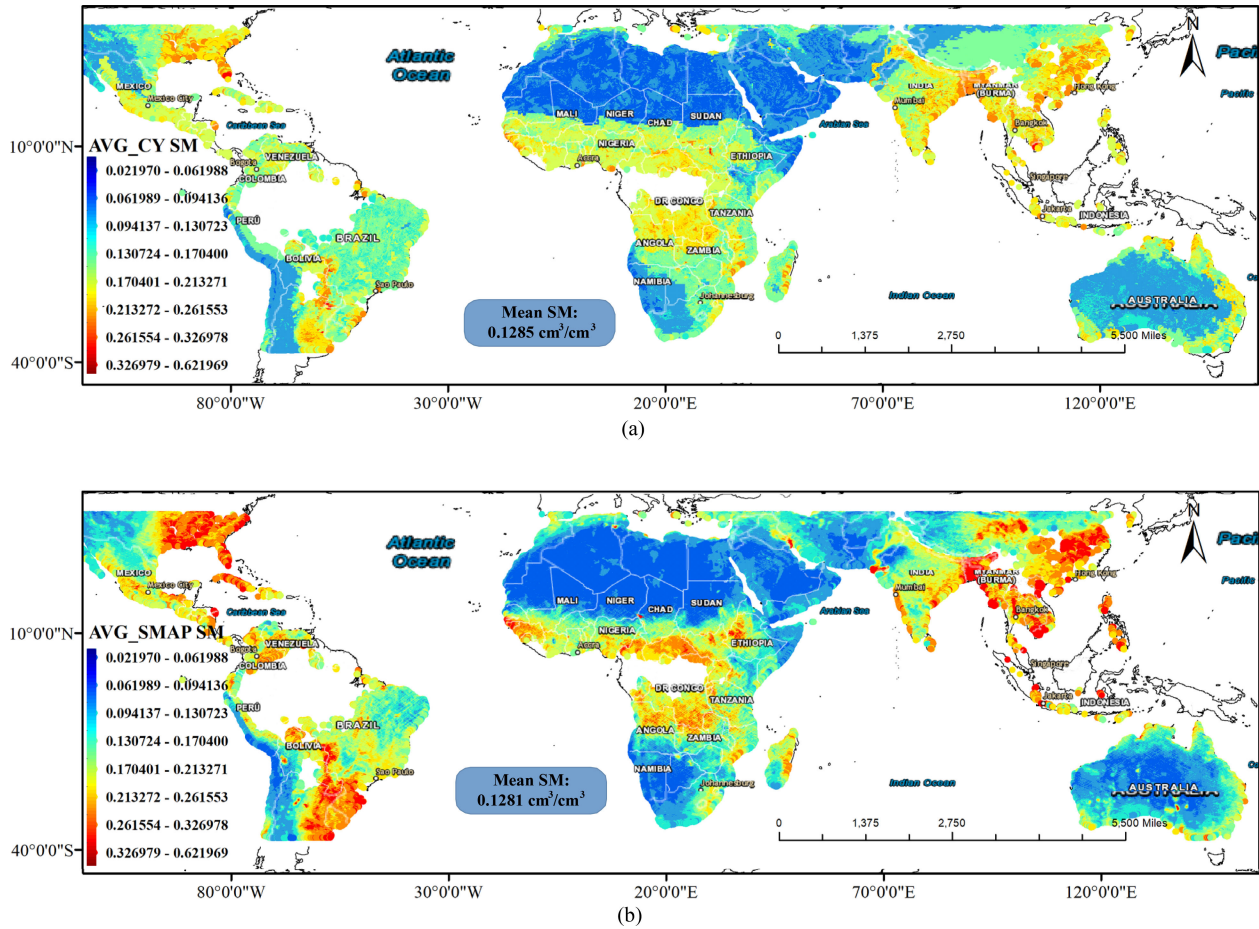 N
Atlantic
Ocean
Pacif
Pacific
MEXICO
Mexico City
Caribbean Sea
MALI
NIGER
CHAD
SUDAN
Arabian Sea
INDIA
Mumbai
MYANMAR
(BURMA)
Hong Kong
Bangkok
AVG_CY SM
10°0'0"N
0.021970 - 0.061988
0.061989 - 0.094136
0.094137 - 0.130723
0.130724 - 0.170400
0.170401 - 0.213271
0.213272 - 0.261553
0.261554 - 0.326978
0.326979 - 0.621969
40°0'0"S
Bogota
VENEZUELA
COLOMBIA
PERÚ
BRAZIL
BOLIVIA
Sao Paulo
NIGERIA
Accra
ETHIOPIA
DR CONGO
TANZANIA
ANGOLA
ZAMBIA
NAMIBIA
Johannesburg
Singapore
Jakarta
INDONESIA
Indian Ocean
AUSTRALIA
AUSTRALIA
Mean SM:
0.1285 cm³/cm³
0 1,375 2,750 5,500 Miles
80°0'0"W 30°0'0"W 20°0'0"E 70°0'0"E 120°0'0"E
(a)
N
Atlantic
Ocean
Pacif
Pacific
MEXICO
Mexico City
Caribbean Sea
MALI
NIGER
CHAD
SUDAN
Arabian Sea
INDIA
Mumbai
MYANMAR
(BURMA)
Hong Kong
Bangkok
AVG_SMAP SM
10°0'0"N
0.021970 - 0.061988
0.061989 - 0.094136
0.094137 - 0.130723
0.130724 - 0.170400
0.170401 - 0.213271
0.213272 - 0.261553
0.261554 - 0.326978
0.326979 - 0.621969
40°0'0"S
Bogota
VENEZUELA
COLOMBIA
PERÚ
BRAZIL
BOLIVIA
Sao Paulo
NIGERIA
Accra
ETHIOPIA
DR CONGO
TANZANIA
ANGOLA
ZAMBIA
NAMIBIA
Johannesburg
Singapore
Jakarta
INDONESIA
Indian Ocean
AUSTRALIA
AUSTRALIA
Mean SM:
0.1281 cm³/cm³
0 1,375 2,750 5,500 Miles
80°0'0"W 30°0'0"W 20°0'0"E 70°0'0"E 120°0'0"E
(b)